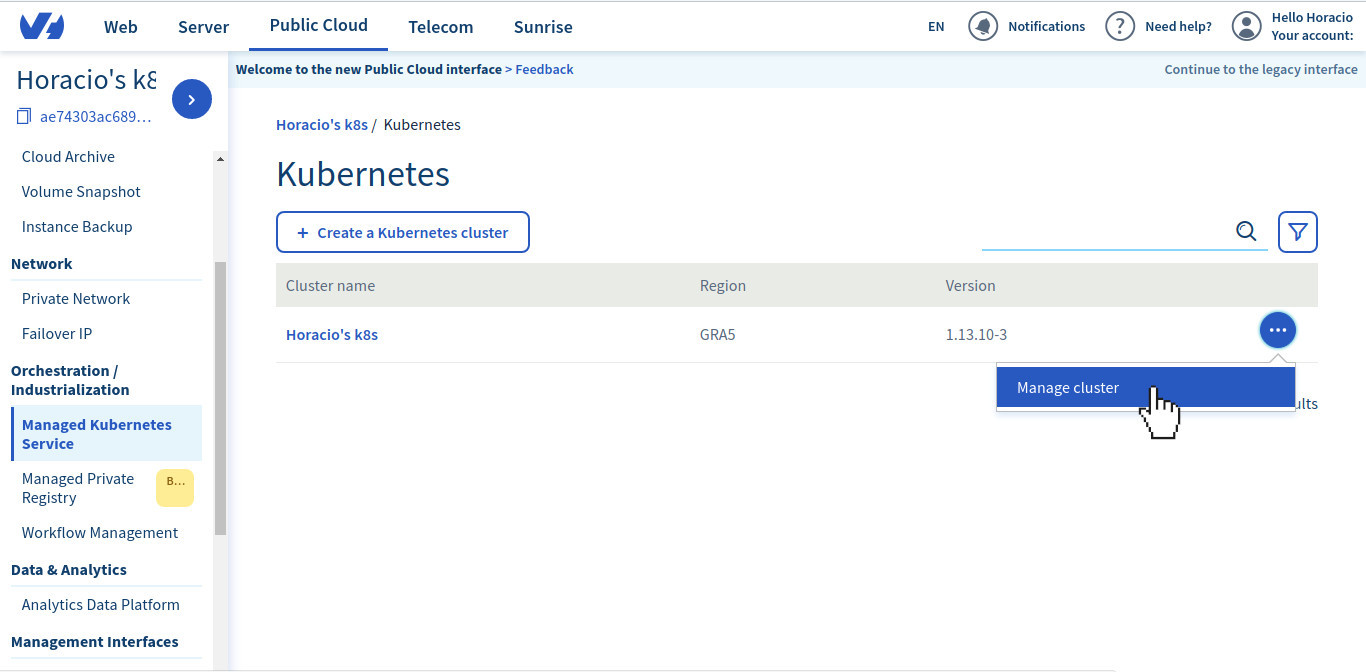 Web Server Public Cloud Telecom Sunrise EN Notifications ? Need help? Hello Horacio
Your account:
Horacio's k8
ae74303ac689…
Cloud Archive
Volume Snapshot
Instance Backup
Network
Private Network
Failover IP
Orchestration /
Industrialization
Managed Kubernetes
Service
Managed Private
Registry
B…
Workflow Management
Data & Analytics
Analytics Data Platform
Management Interfaces
Welcome to the new Public Cloud interface > Feedback
Continue to the legacy interface
Horacio's k8s / Kubernetes
Kubernetes
+ Create a Kubernetes cluster
Cluster name Region Version
Horacio's k8s GRA5 1.13.10-3
Manage cluster